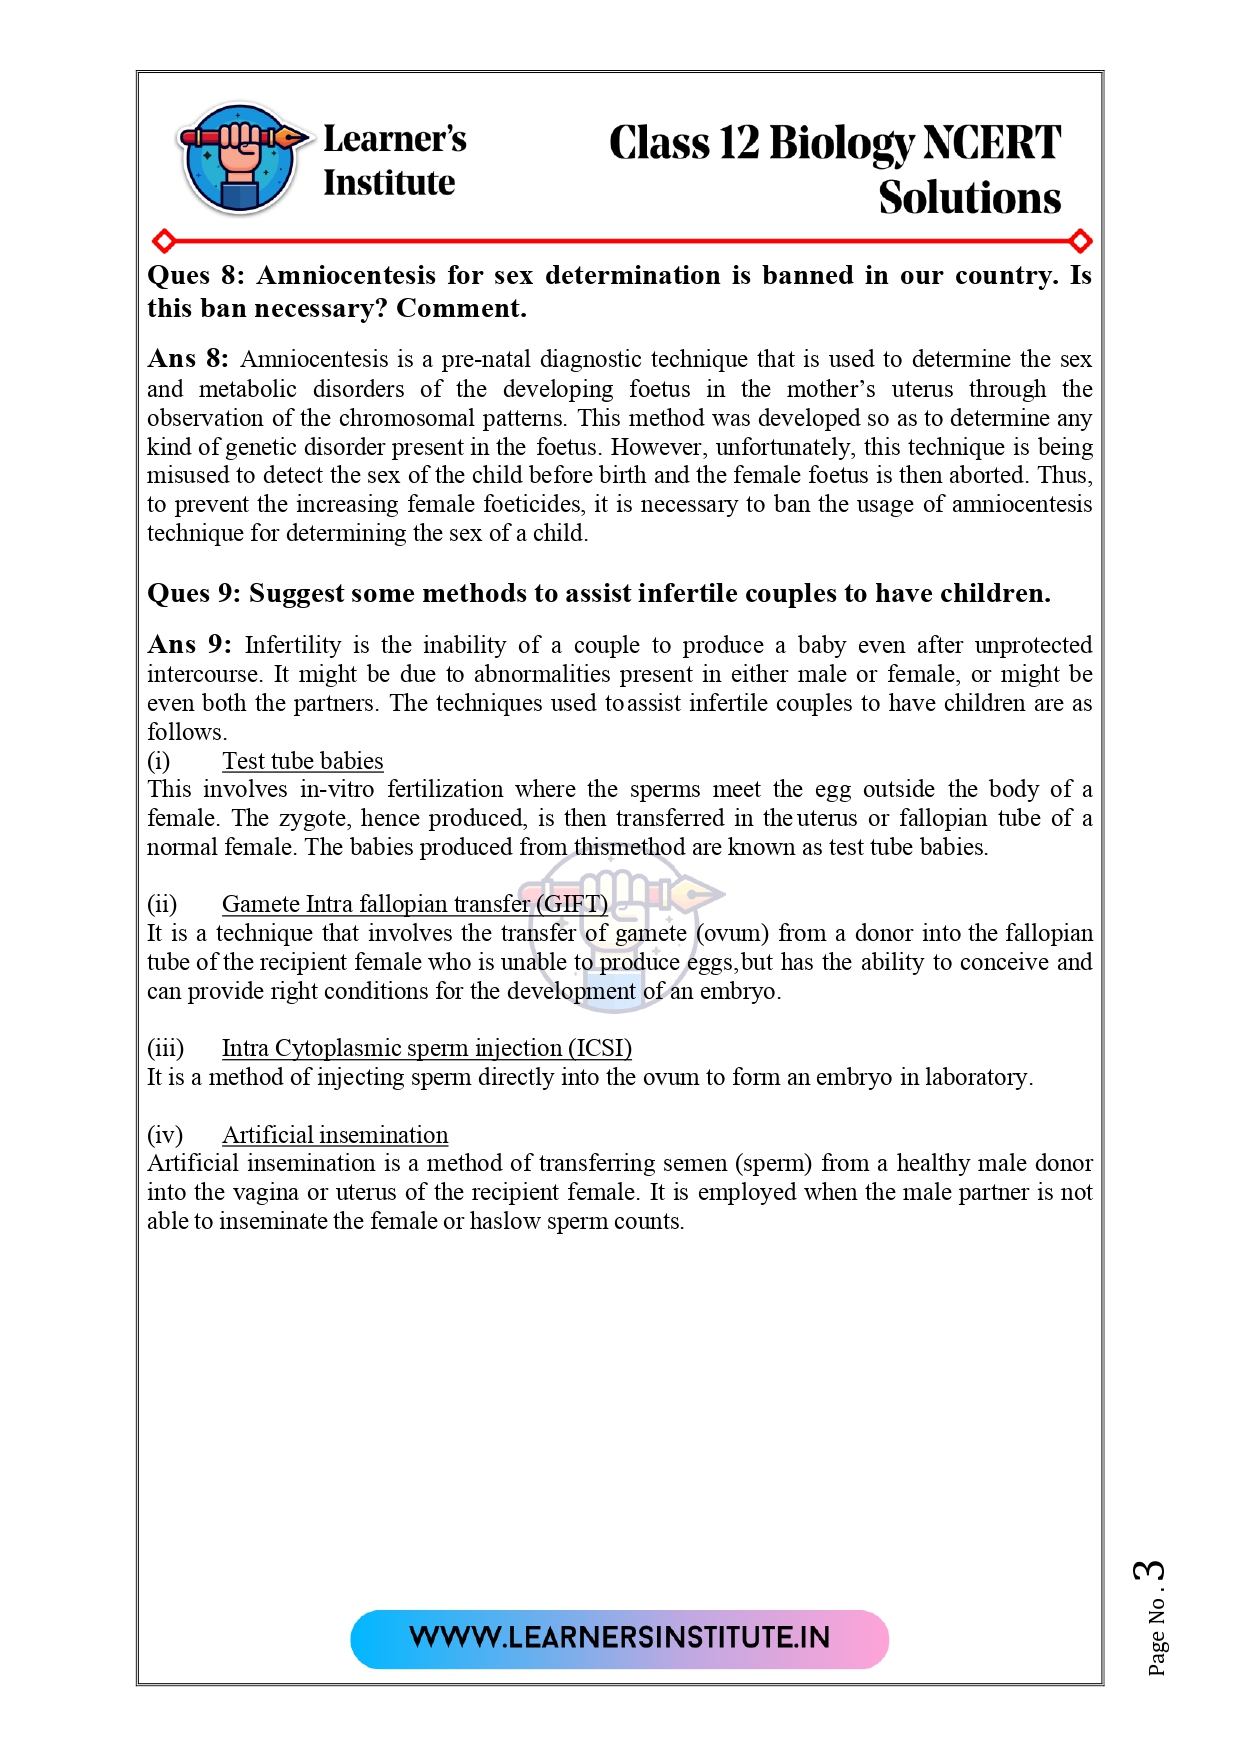 Learner's
Institute
Class 12 Biology NCERT
Solutions
Ques 8: Amniocentesis for sex determination is banned in our country. Is
this ban necessary? Comment.
Ans 8: Amniocentesis is a pre-natal diagnostic technique that is used to determine the sex
and metabolic disorders of the developing foetus in the mother’s uterus through the
observation of the chromosomal patterns. This method was developed so as to determine any
kind of genetic disorder present in the foetus. However, unfortunately, this technique is being
misused to detect the sex of the child before birth and the female foetus is then aborted. Thus,
to prevent the increasing female foeticides, it is necessary to ban the usage of amniocentesis
technique for determining the sex of a child.
Ques 9: Suggest some methods to assist infertile couples to have children.
Ans 9: Infertility is the inability of a couple to produce a baby even after unprotected
intercourse. It might be due to abnormalities present in either male or female, or might be
even both the partners. The techniques used to assist infertile couples to have children are as
follows.
(i) Test tube babies
This involves in-vitro fertilization where the sperms meet the egg outside the body of a
female. The zygote, hence produced, is then transferred in the uterus or fallopian tube of a
normal female. The babies produced from thismethod are known as test tube babies.
(ii) Gamete Intra fallopian transfer (GIFT)
It is a technique that involves the transfer of gamete (ovum) from a donor into the fallopian
tube of the recipient female who is unable to produce eggs, but has the ability to conceive and
can provide right conditions for the development of an embryo.
(iii) Intra Cytoplasmic sperm injection (ICSI)
It is a method of injecting sperm directly into the ovum to form an embryo in laboratory.
(iv) Artificial insemination
Artificial insemination is a method of transferring semen (sperm) from a healthy male donor
into the vagina or uterus of the recipient female. It is employed when the male partner is not
able to inseminate the female or haslow sperm counts.
WWW.LEARNERSINSTITUTE.IN
Page No . 3